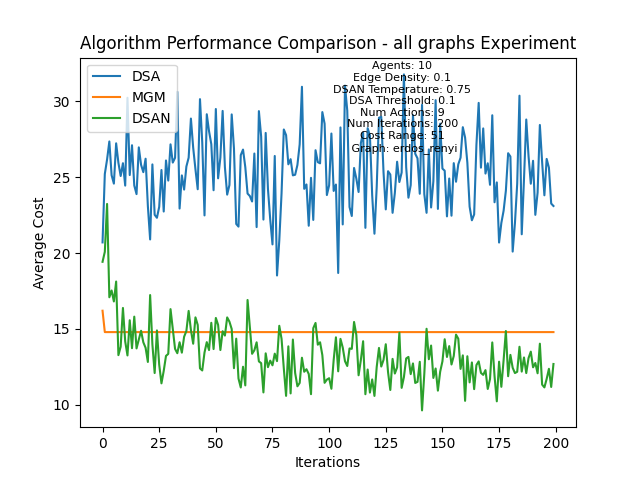 Algorithm Performance Comparison - all graphs Experiment
DSA
MGM
DSAN
Agents: 10
Edge Density: 0.1
DSAN Temperature: 0.75
DSA Threshold: 0.1
Num Actions: 9
Num Iterations: 200
Cost Range: 51
Graph: erdos_renyi
Average Cost
30
25
20
15
10
0
25
50
75
100
125
150
175
200
Iterations